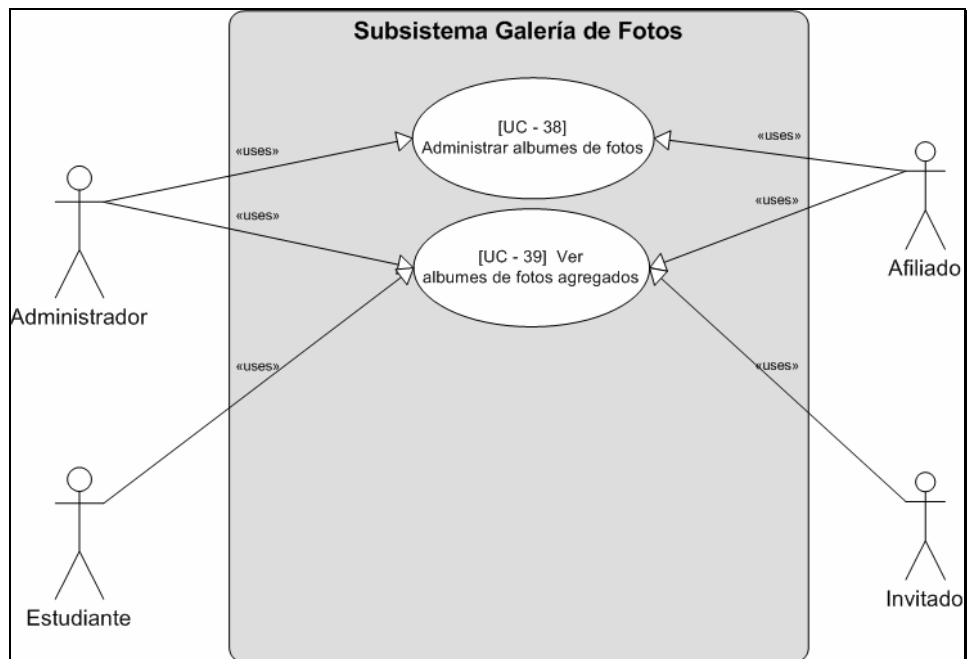 Subsistema Galería de Fotos
[UC - 38]
Administrar albumes de fotos
«uses»
«uses»
«uses»
«uses»
[UC - 39]  Ver
albumes de fotos agregados
Administrador
Afiliado
«uses»
«uses»
Estudiante
Invitado